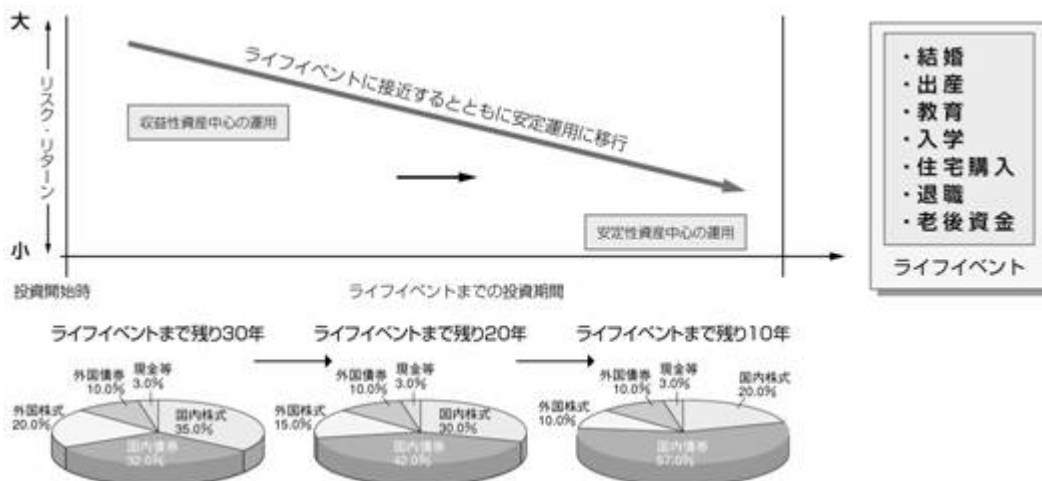 大
リスク・リターン
小
ライフイベントに接近するとともに安定運用に移行
収益性資産中心の運用
安定性資産中心の運用
・結婚
・出産
・教育
・入学
・住宅購入
・退職
・老後資金
ライフイベント
投資開始時
ライフイベントまでの投資期間
ライフイベントまで残り30年
外国債券
10.0%
現金等
3.0%
外国株式
20.0%
国内株式
35.0%
国内債券
32.0%
ライフイベントまで残り20年
外国債券
10.0%
現金等
3.0%
外国株式
15.0%
国内株式
30.0%
国内債券
42.0%
ライフイベントまで残り10年
外国債券
10.0%
現金等
3.0%
国内株式
20.0%
外国株式
10.0%
国内債券
57.0%